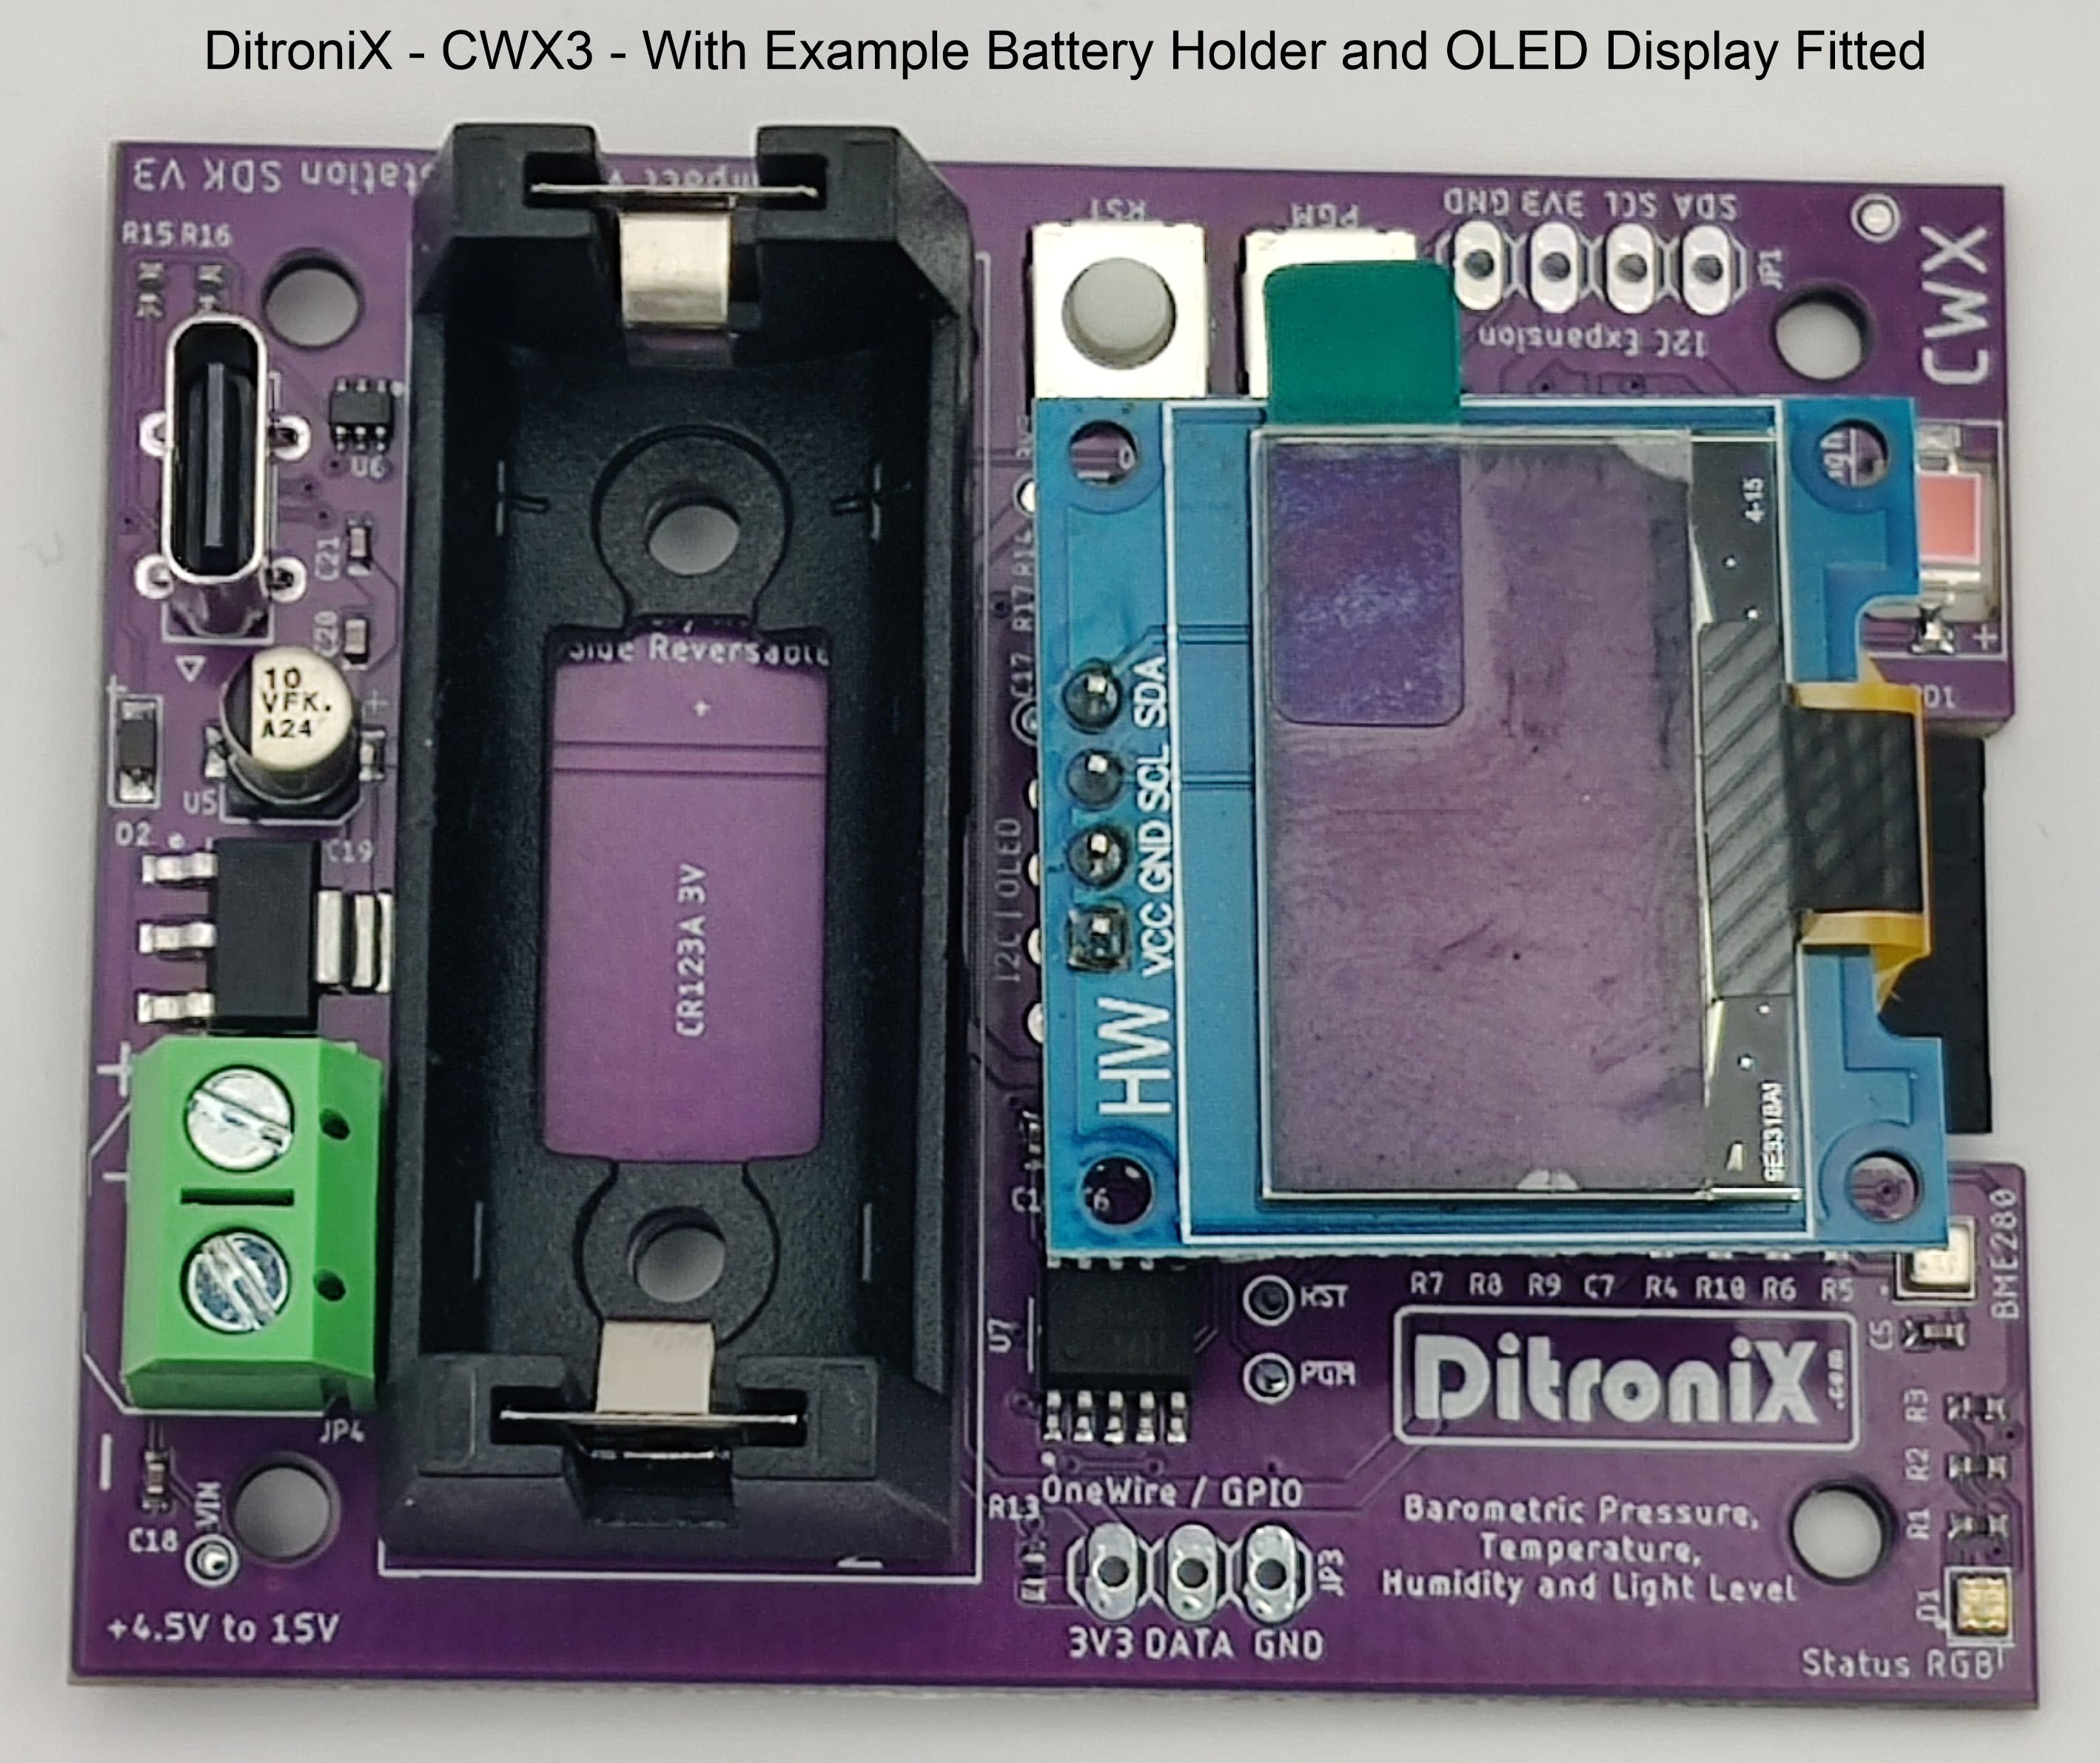 DitroniX - CWX3 - With Example Battery Holder and OLED Display Fitted
Station SDK V3
R15 R16
RST
PGM
SDA SCL 3V3 GND
JP1
I2C Expansion
CWX
U6
C21
C20
10
VFK.
A24
U5
D2
C19
+
-
JP4
C18
VIN
+4.5V to 15V
Side Reversable
+
CR123A 3V
C17 R17 R14
I2C | OLED
SDA
SCL
GND
VCC
HW
4-15
+
U7
RST
PGM
R7 R8 R9 C7 R4 R10 R6 R5
BME280
C5
DitroniX
.com
R3
R2
R1
D1
R13
OneWire / GPIO
JP3
3V3 DATA GND
Barometric Pressure,
Temperature,
Humidity and Light Level
Status RGB